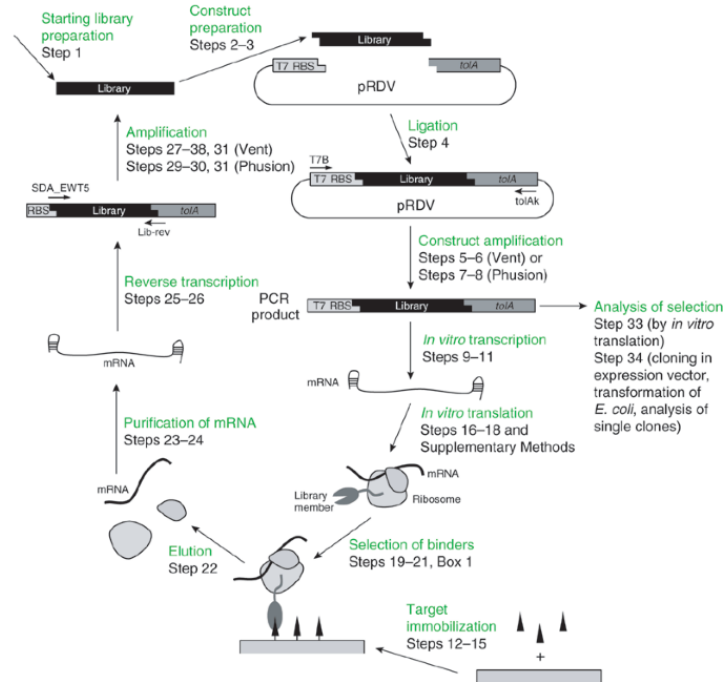 Starting library
preparation
Step 1
Construct
preparation
Steps 2–3
Library
T7 RBS
tolA
pRDV
Library
Ligation
Step 4
Amplification
Steps 27–38, 31 (Vent)
Steps 29–30, 31 (Phusion)
T7B
T7 RBS
Library
tolA
tolAk
pRDV
SDA_EWT5
RBS
Library
tolA
Lib-rev
Construct amplification
Steps 5–6 (Vent) or
Steps 7–8 (Phusion)
Reverse transcription
Steps 25–26
PCR
product
T7 RBS
Library
tolA
Analysis of selection
Step 33 (by in vitro
translation)
Step 34 (cloning in
expression vector,
transformation of
E. coli, analysis of
single clones)
In vitro transcription
Steps 9–11
mRNA
mRNA
In vitro translation
Steps 16–18 and
Supplementary Methods
Purification of mRNA
Steps 23–24
mRNA
mRNA
Library
member
Ribosome
Selection of binders
Steps 19–21, Box 1
Elution
Step 22
Target
immobilization
Steps 12–15
+